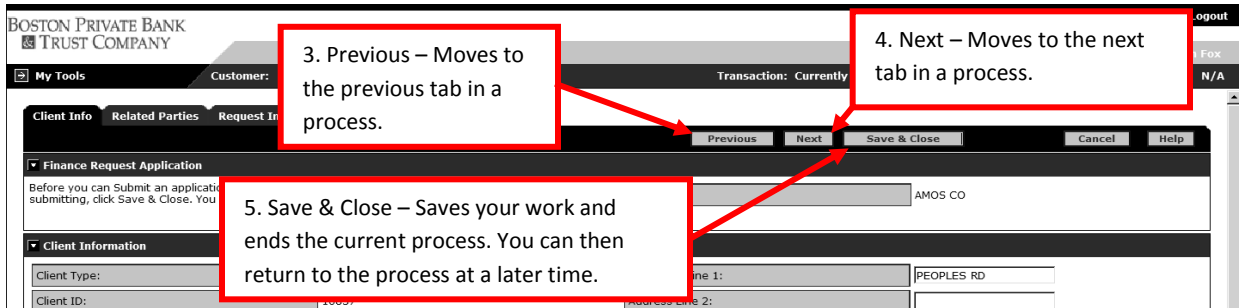 BOSTON PRIVATE BANK
& TRUST COMPANY
Logout
Fox
My Tools
Customer:
Transaction: Currently
N/A
3. Previous – Moves to
the previous tab in a
process.
4. Next – Moves to the next
tab in a process.
Client Info Related Parties Request
Previous Next Save & Close Cancel Help
Finance Request Application
Before you can Submit an
submitting, click Save & Close. You
AMOS CO
5. Save & Close – Saves your work and
ends the current process. You can then
return to the process at a later time.
Client Information
Client Type:
1:
PEOPLES RD
Client ID:
Address Line 2: